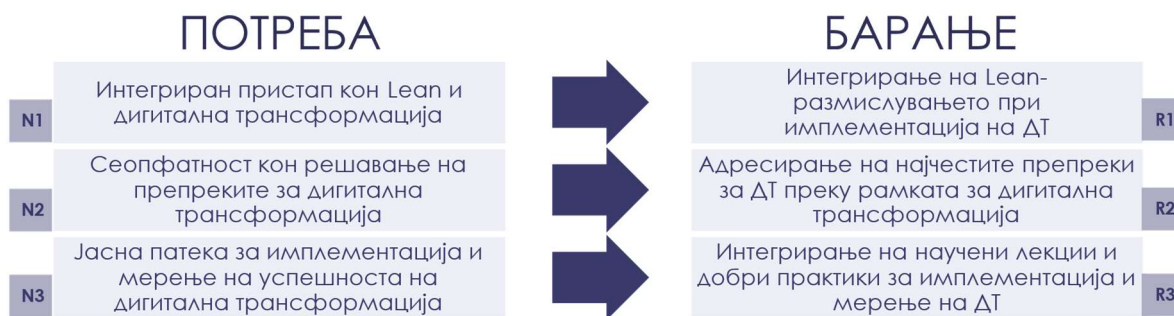 ПОТРЕБА
БАРАЊЕ
N1
Интегриран пристап кон Lean и
дигитална трансформација
Интегрирање на Lean-
размислувањето при
имплементација на ДТ
R1
N2
Сеопфатност кон решавање на
препреките за дигитална
трансформација
Адресирање на најчестите препреки
за ДТ преку рамката за дигитална
трансформација
R2
N3
Јасна патека за имплементација и
мерење на успешноста на
дигитална трансформација
Интегрирање на научени лекции и
добри практики за имплементација и
мерење на ДТ
R3